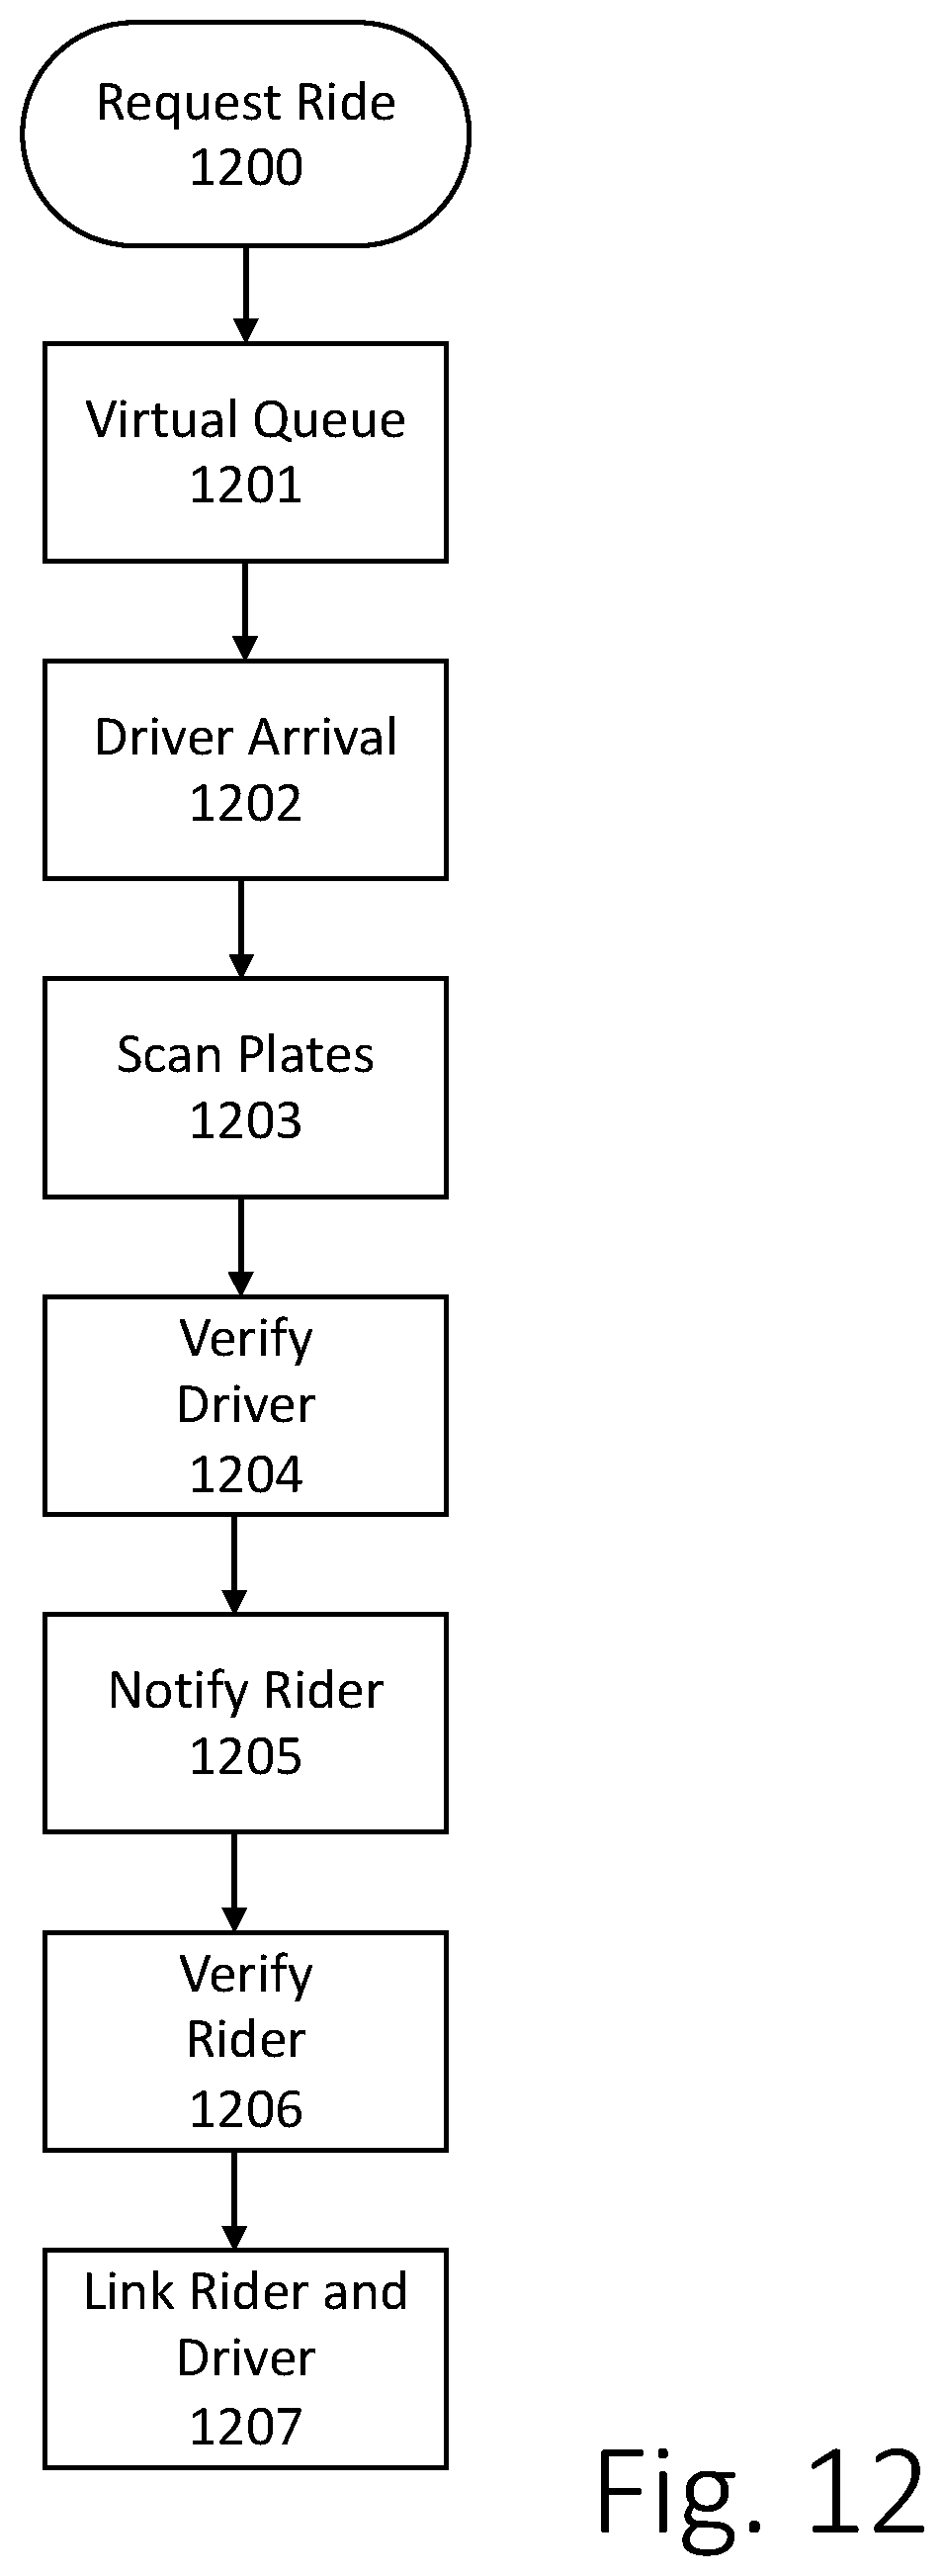 Request Ride
1200
Virtual Queue
1201
Driver Arrival
1202
Scan Plates
1203
Verify
Driver
1204
Notify Rider
1205
Verify
Rider
1206
Link Rider and
Driver
1207
Fig. 12